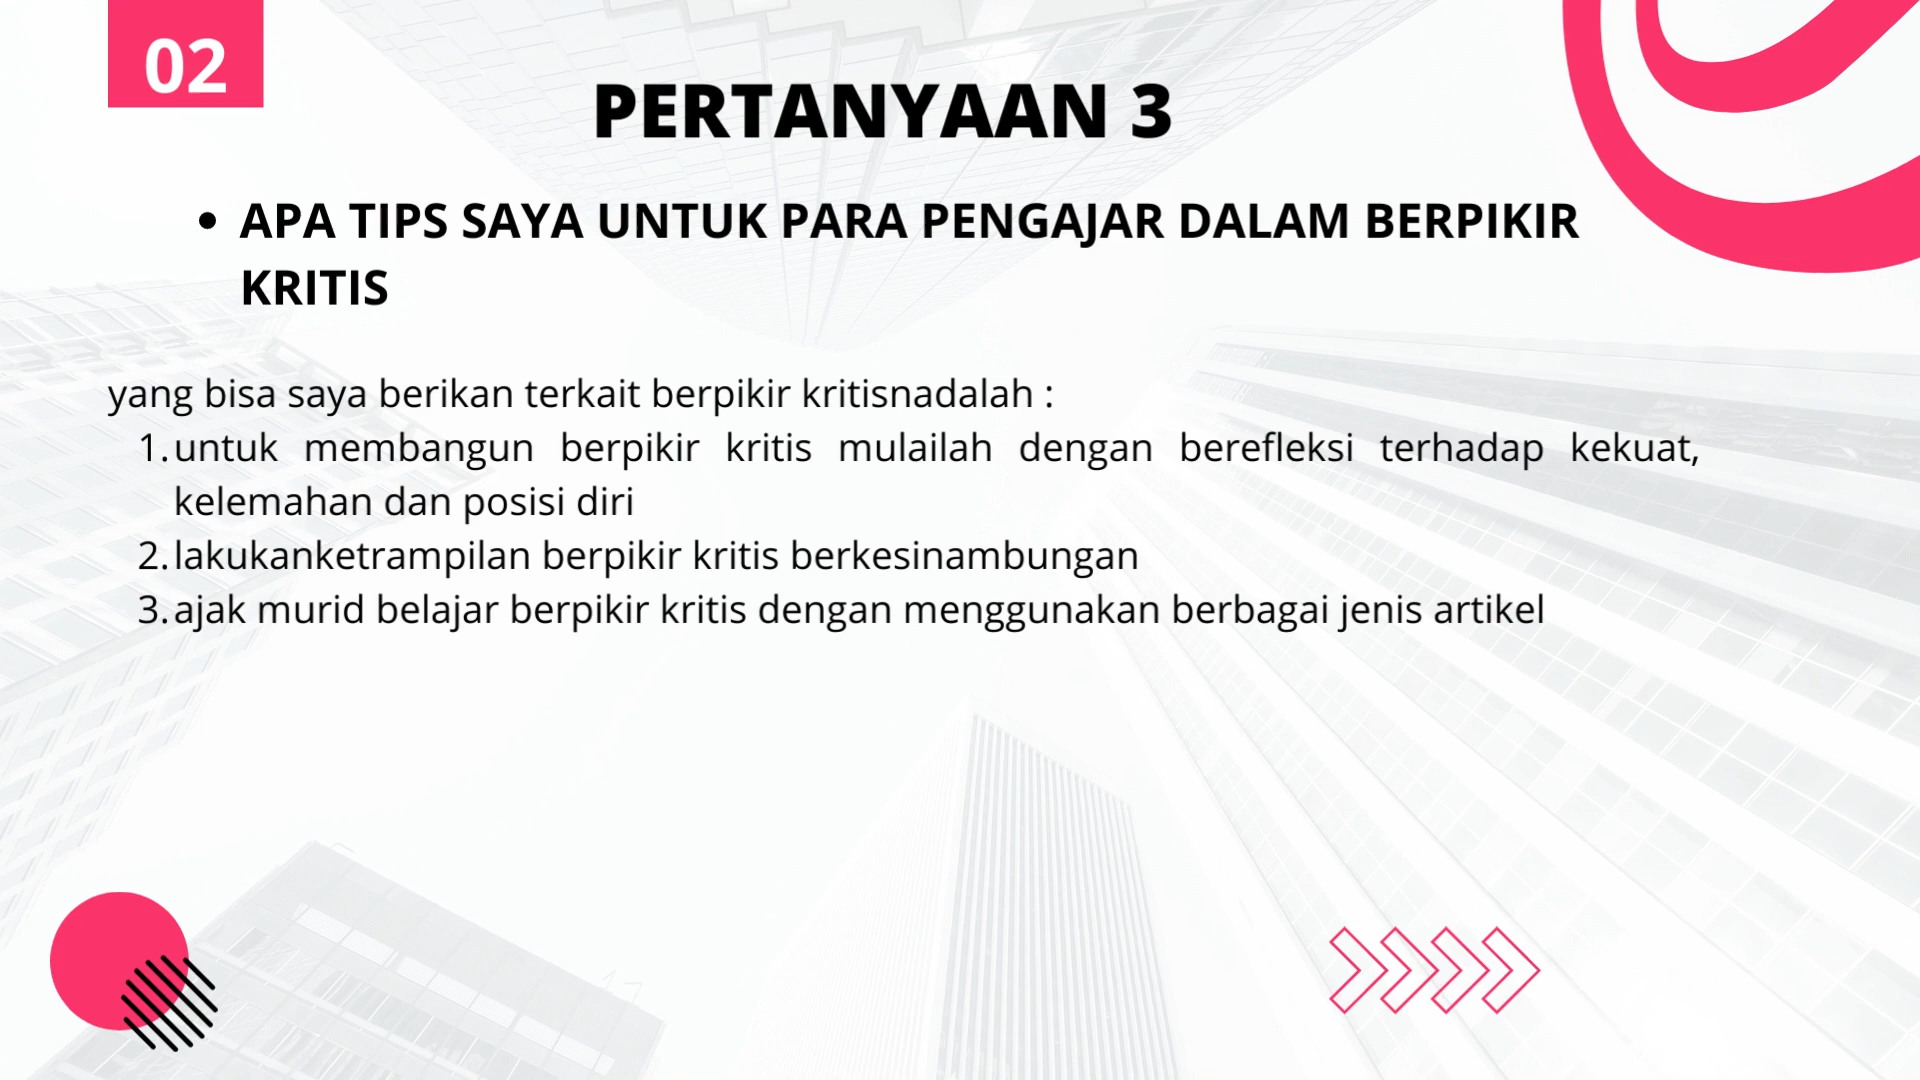 02
PERTANYAAN 3
• APA TIPS SAYA UNTUK PARA PENGAJAR DALAM BERPIKIR
KRITIS
yang bisa saya berikan terkait berpikir kritisnadalah :
1. untuk membangun berpikir kritis mulailah dengan berefleksi terhadap kekuat,
kelemahan dan posisi diri
2. lakukanketrampilan berpikir kritis berkesinambungan
3. ajak murid belajar berpikir kritis dengan menggunakan berbagai jenis artikel